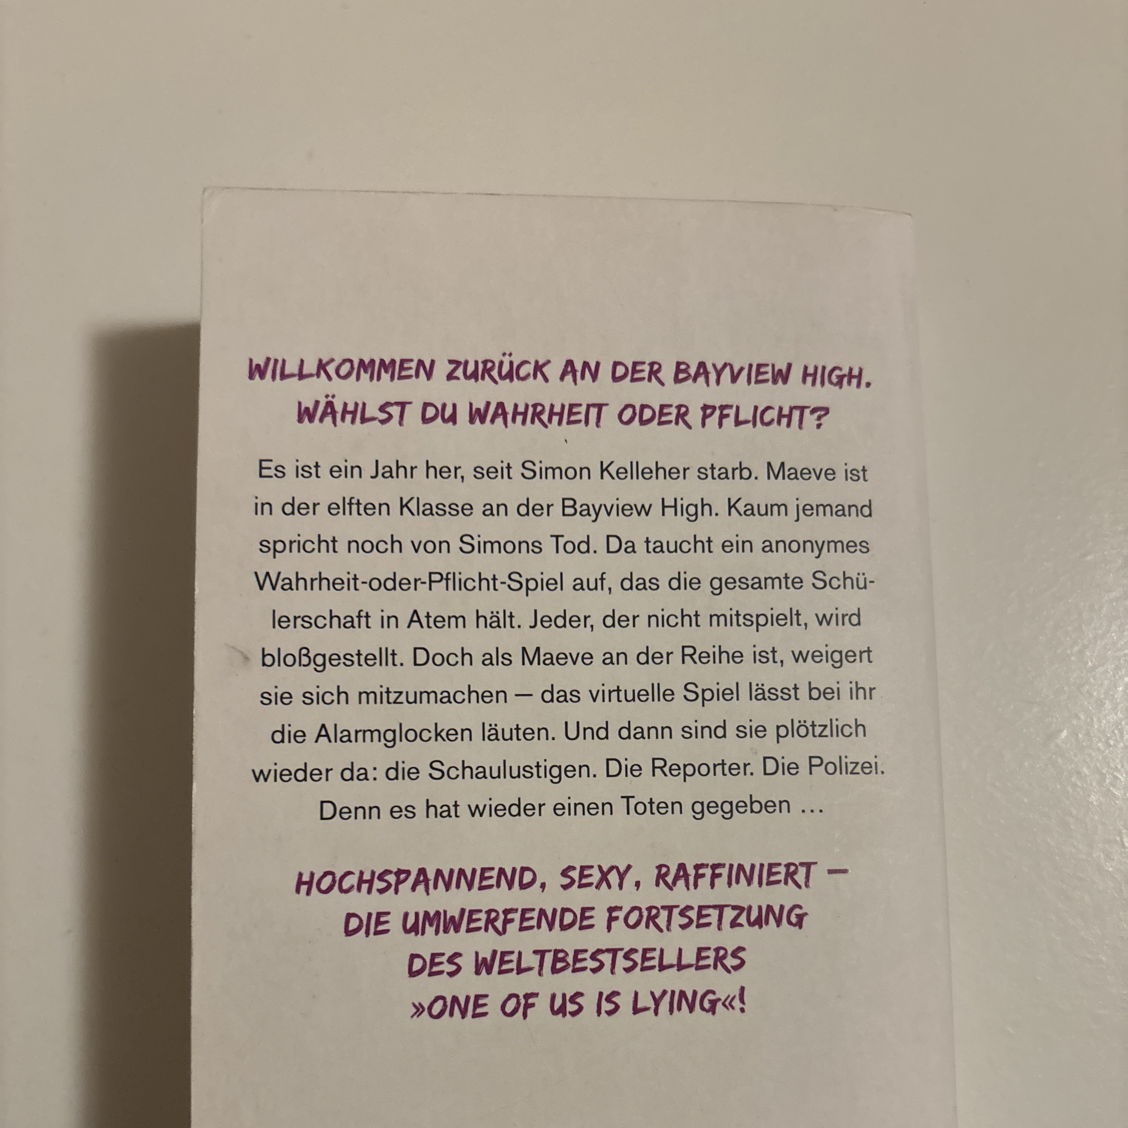 WILLKOMMEN ZURÜCK AN DER BAYVIEW HIGH.
WÄHLST DU WAHRHEIT ODER PFLICHT?
Es ist ein Jahr her, seit Simon Kelleher starb. Maeve ist
in der elften Klasse an der Bayview High. Kaum jemand
spricht noch von Simons Tod. Da taucht ein anonymes
Wahrheit-oder-Pflicht-Spiel auf, das die gesamte Schü-
lerschaft in Atem hält. Jeder, der nicht mitspielt, wird
bloßgestellt. Doch als Maeve an der Reihe ist, weigert
sie sich mitzumachen – das virtuelle Spiel lässt bei ihr
die Alarmglocken läuten. Und dann sind sie plötzlich
wieder da: die Schaulustigen. Die Reporter. Die Polizei.
Denn es hat wieder einen Toten gegeben …
HOCHSPANNEND, SEXY, RAFFINIERT –
DIE UMWERFENDE FORTSETZUNG
DES WELTBESTSELLERS
»ONE OF US IS LYING«!